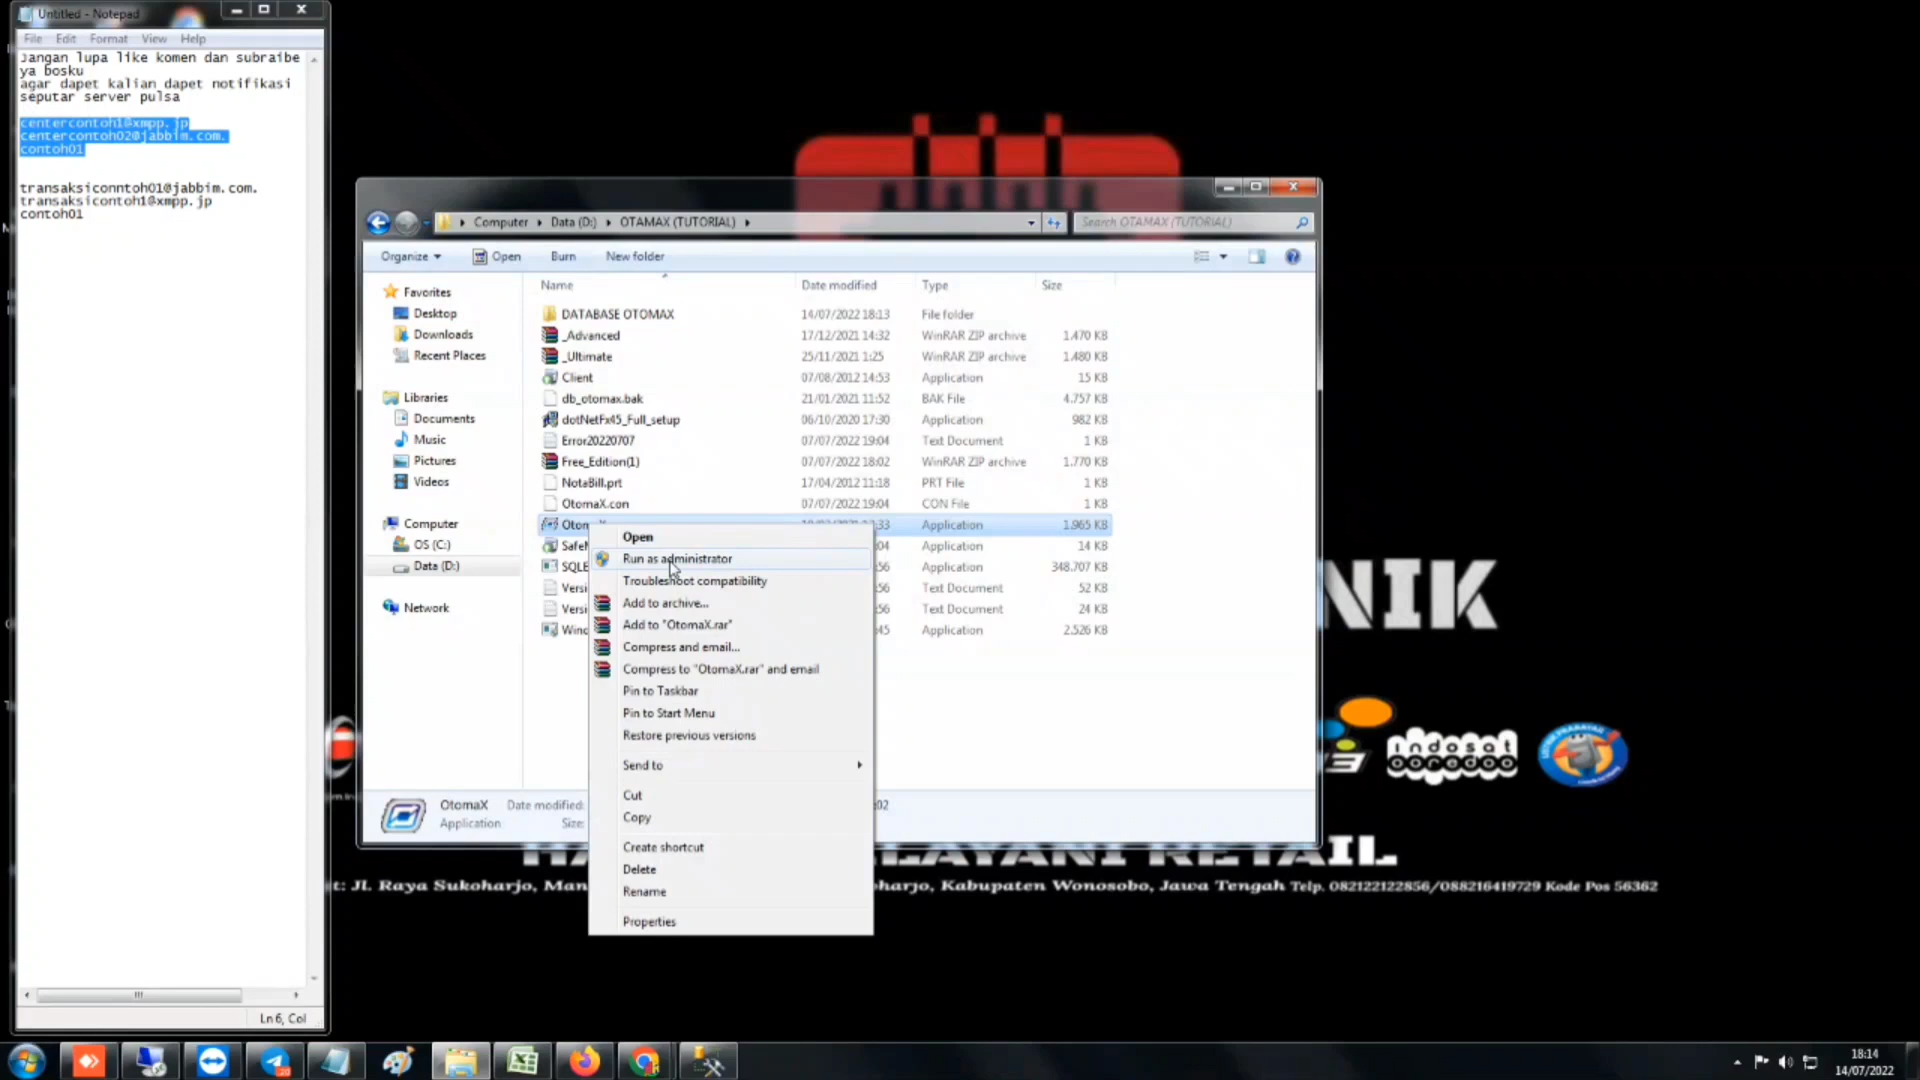 Untitled - Notepad
File Edit Format View Help
Jangan lupa like komen dan subraibe
ya bosku
agar dapet kalian dapet notifikasi
seputar server pulsa
centercontoh1@xmpp.jp
centercontoh02@jabbim.com.
contoh01
transaksiconntoh01@jabbim.com.
transaksicontoh1@xmpp.jp
contoh01
Ln 6, Col
Computer Data (D:) OTAMAX (TUTORIAL)
Search OTAMAX (TUTORIAL)
Organize Open Burn New folder
Name Date modified Type Size
Favorites
Desktop
Downloads
Recent Places
Libraries
Documents
Music
Pictures
Videos
Computer
OS (C:)
Data (D:)
Network
DATABASE OTOMAX 14/07/2022 18:13 File folder
_Advanced 17/12/2021 14:32 WinRAR ZIP archive 1.470 KB
_Ultimate 25/11/2021 1:25 WinRAR ZIP archive 1.480 KB
Client 07/08/2012 14:53 Application 15 KB
db_otomax.bak 21/01/2021 11:52 BAK File 4.757 KB
dotNetFx45_Full_setup 06/10/2020 17:30 Application 982 KB
Error20220707 07/07/2022 19:04 Text Document 1 KB
Free_Edition(1) 07/07/2022 18:02 WinRAR ZIP archive 1.770 KB
NotaBill.prt 17/04/2012 11:18 PRT File 1 KB
OtomaX.con 07/07/2022 19:04 CON File 1 KB
:33 Application 1.965 KB
:04 Application 14 KB
SQLE :56 Application 348.707 KB
Versi :56 Text Document 52 KB
Versi :56 Text Document 24 KB
Winc :45 Application 2.526 KB
Open
Run as administrator
Troubleshoot compatibility
Add to archive...
Add to "OtomaX.rar"
Compress and email...
Compress to "OtomaX.rar" and email
Pin to Taskbar
Pin to Start Menu
Restore previous versions
Send to
Cut
Copy
Create shortcut
Delete
Rename
Properties
OtomaX Date modified: :02
Application Size:
NIK
indosat
ooredoo
LAYANI RETAIL
t: Jl. Raya Sukoharjo, harjo, Kabupaten Wonosobo, Jawa Tengah Telp. 082122122856/088216419729 Kode Pos 56362
18:14
14/07/2022